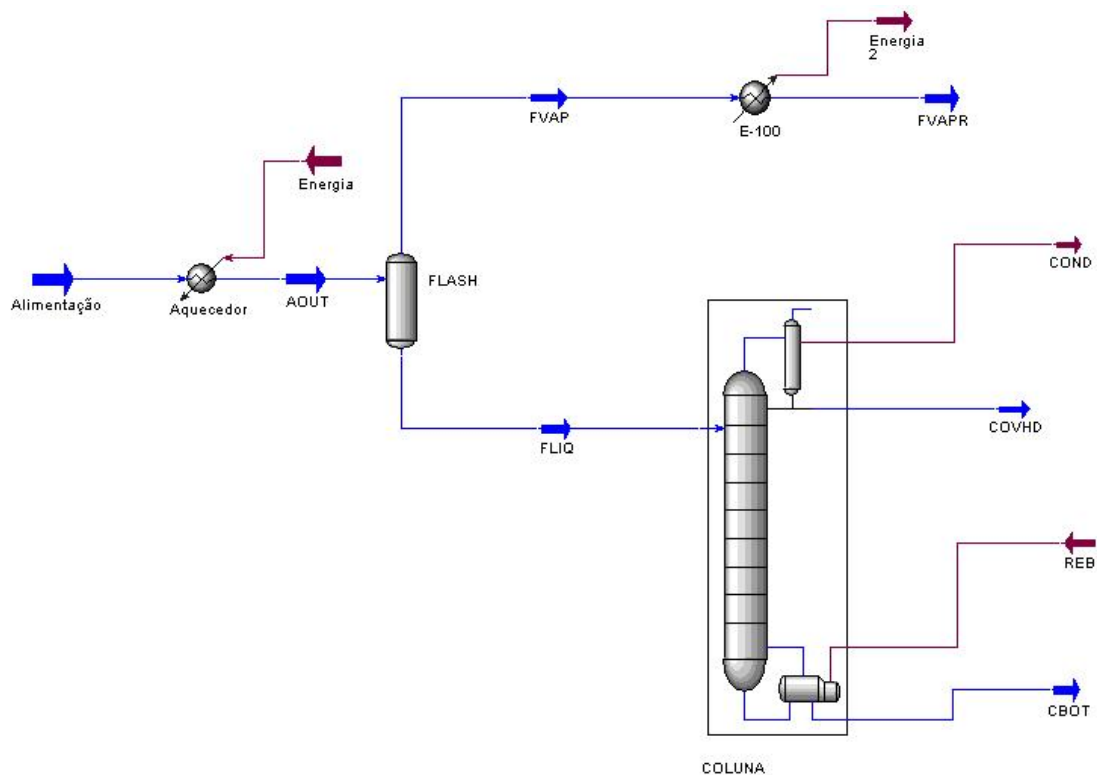 Energia
2
FVAP
E-100
FVAPR
Energia
COND
Alimentação
Aquecedor
AOUT
FLASH
COVHD
FLIQ
REB
CBOT
COLUNA